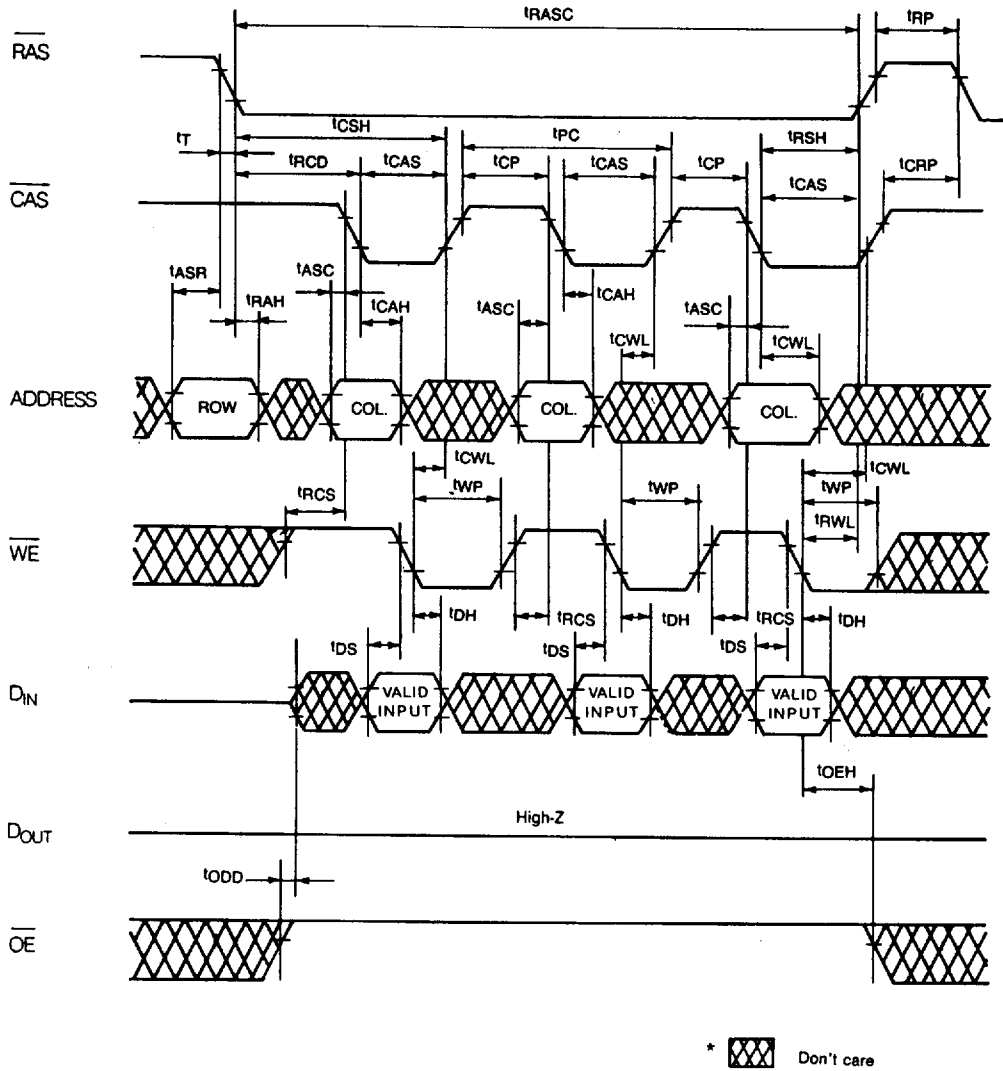 tRASC tRP
RAS
tT tCSH tPC tRSH
tRCD tCAS tCP tCAS tCP tCAS tCRP
CAS
tASR tRAH tASC tCAH tASC tCAH tASC
tCWL tCWL
ADDRESS ROW COL. COL. COL.
tCWL tCWL
tRCS tWP tWP tWP
tRWL
WE
tDH tRCS tDH tRCS tDH
tDS tDS tDS
DIN VALID INPUT VALID INPUT VALID INPUT
tOEH
High-Z
DOUT
tODD
OE
* Don't care